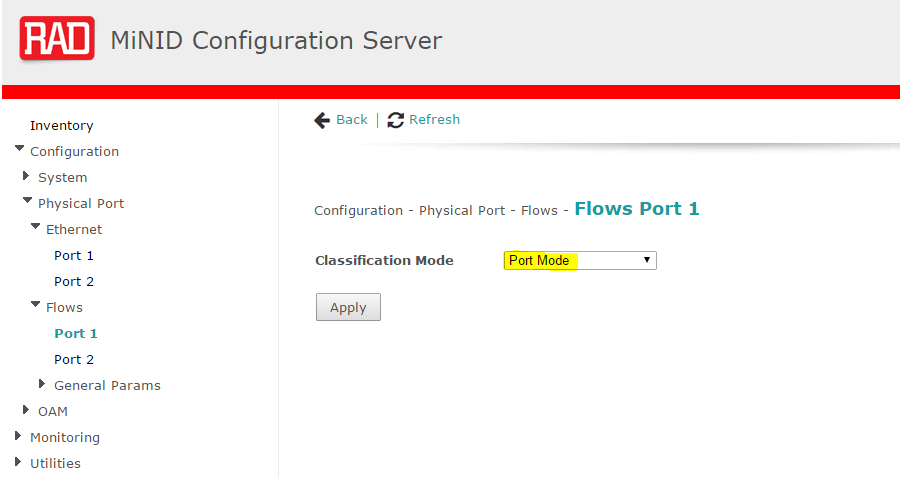 RAD MiNID Configuration Server
Back | Refresh
Inventory
Configuration
System
Physical Port
Ethernet
Port 1
Port 2
Flows
Port 1
Port 2
General Params
OAM
Monitoring
Utilities
Configuration - Physical Port - Flows - Flows Port 1
Classification Mode Port Mode
Apply